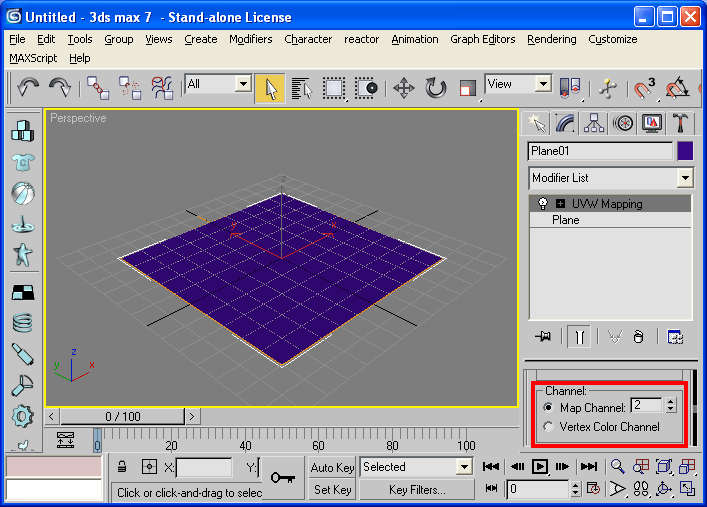 Untitled - 3ds max 7 - Stand-alone License
File Edit Tools Group Views Create Modifiers Character reactor Animation Graph Editors Rendering Customize
MAXScript Help
All
View
3
Perspective
z
y
x
z
y
x
Plane01
Modifier List
UVW Mapping
Plane
Channel:
Map Channel: 2
Vertex Color Channel
< 0 / 100 >
0 20 40 60 80 100
X: Y:
Click or click-and-drag to selec
Auto Key Selected
Set Key Key Filters...
0